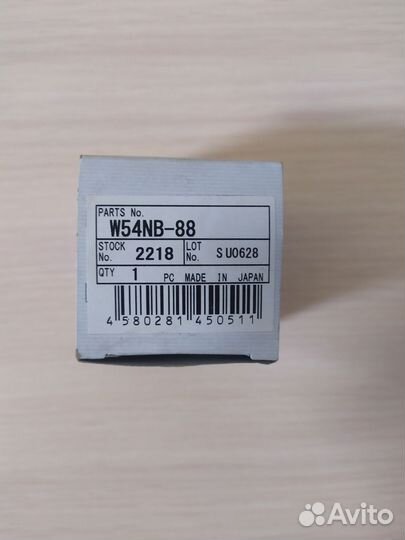 PARTS No.
W54NB-88
STOCK No. 2218 LOT No. SU0628
QTY 1 PC MADE IN JAPAN
4 580281 450511
Avito